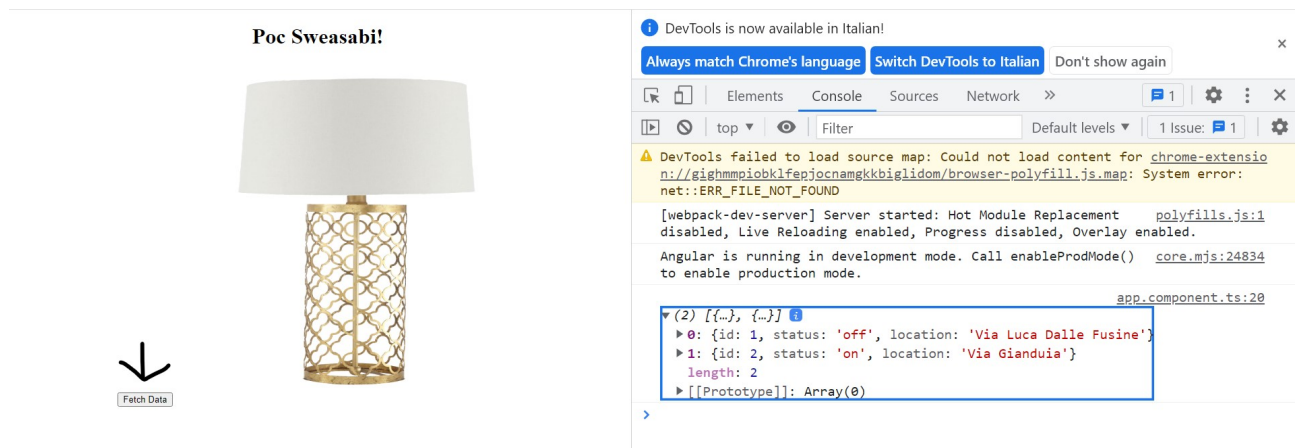 Poc Sweasabi!
Fetch Data
DevTools is now available in Italian!
Always match Chrome's language Switch DevTools to Italian Don't show again
Elements Console Sources Network 1
top Filter Default levels 1 Issue: 1
DevTools failed to load source map: Could not load content for chrome-extensio
n://gighmmpiobklfepjocnamgkkbiglidom/browser-polyfill.js.map: System error:
net::ERR_FILE_NOT_FOUND
[webpack-dev-server] Server started: Hot Module Replacement polyfills.js:1
disabled, Live Reloading enabled, Progress disabled, Overlay enabled.
Angular is running in development mode. Call enableProdMode() core.mjs:24834
to enable production mode.
app.component.ts:20
(2) [{…}, {…}]
0: {id: 1, status: 'off', location: 'Via Luca Dalle Fusine'}
1: {id: 2, status: 'on', location: 'Via Gianduia'}
length: 2
[[Prototype]]: Array(0)